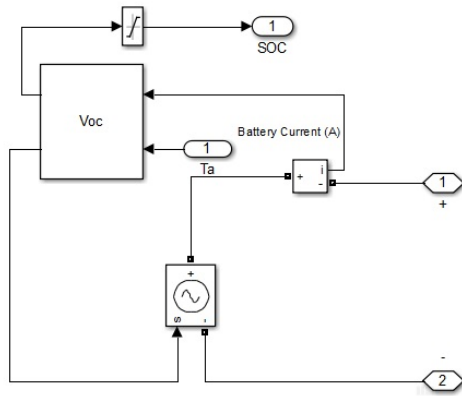 1
SOC
Voc
Battery Current (A)
1
Ta
+
i
-
1
+
+
s
-
-
2